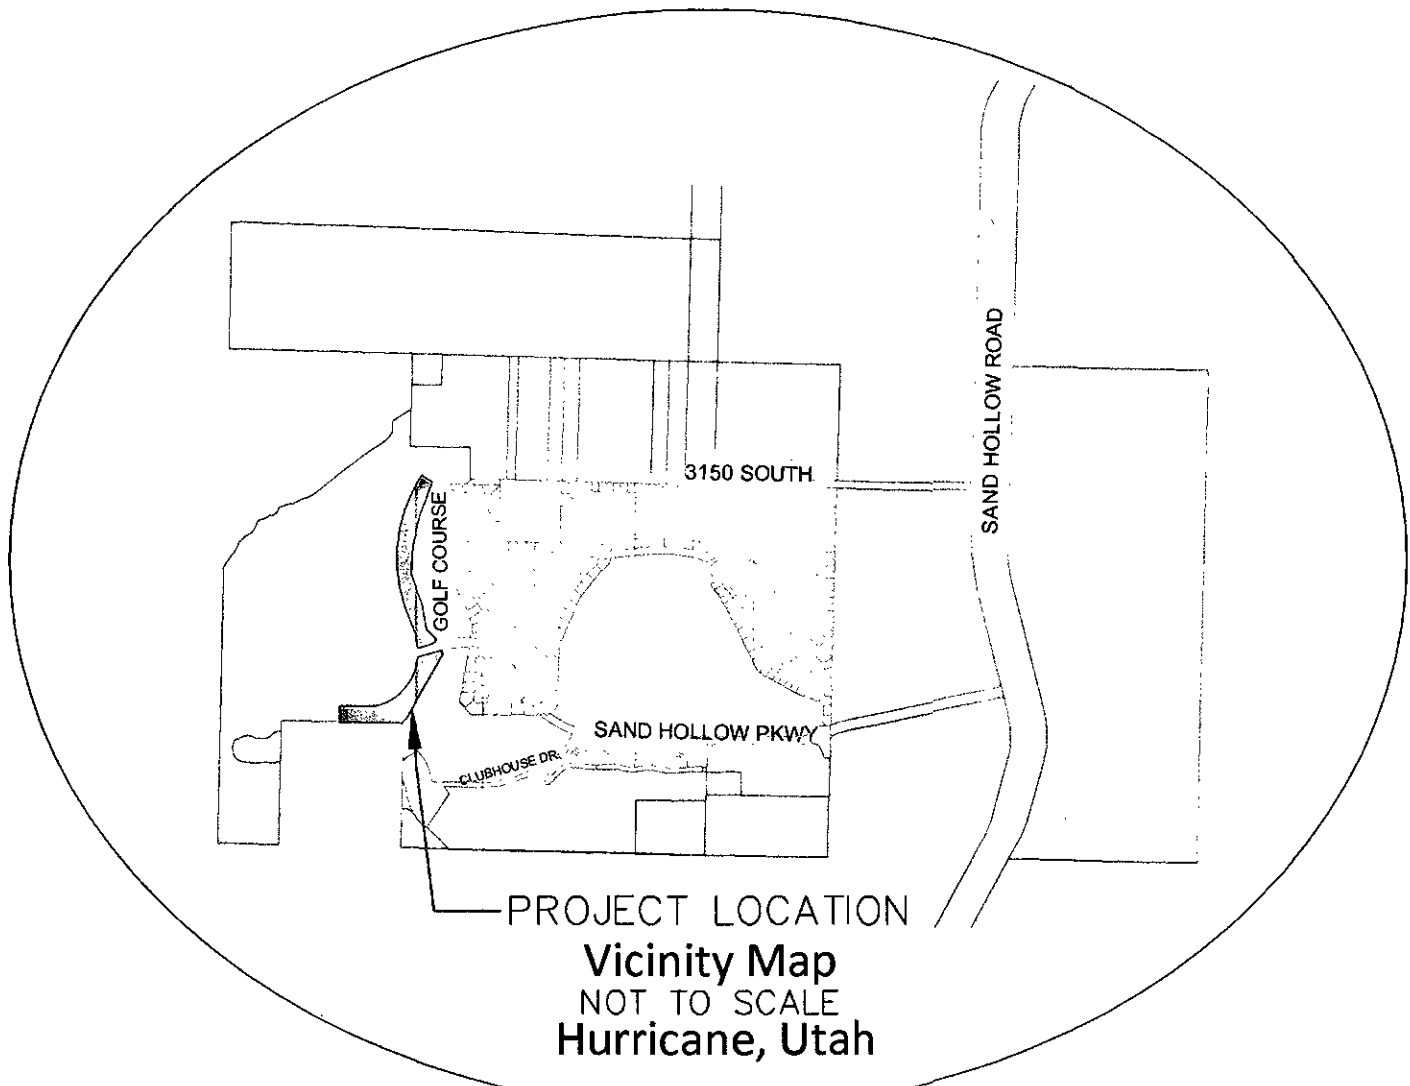 SAND HOLLOW ROAD
3150 SOUTH
GOLF COURSE
SAND HOLLOW PKWY
CLUBHOUSE DR.
PROJECT LOCATION
Vicinity Map
NOT TO SCALE
Hurricane, Utah